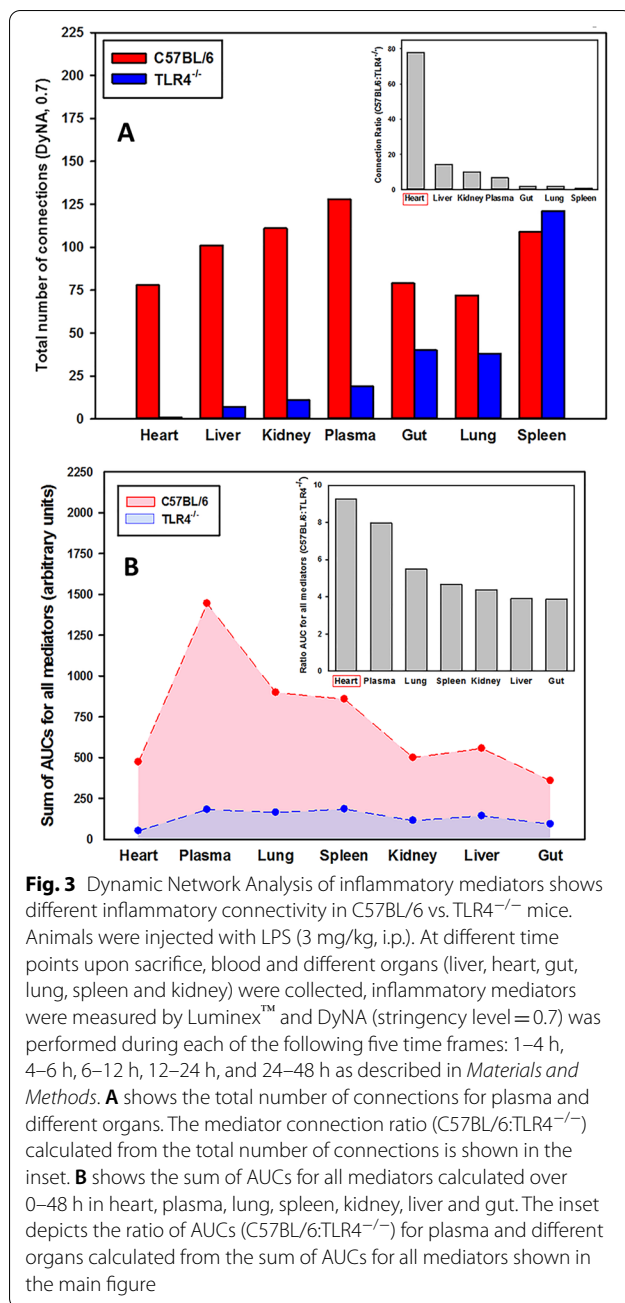 225
200
175
150
125
100
75
50
25
0
Total number of connections (DyNA, 0.7)
C57BL/6
TLR4-/-
A
80
60
40
20
0
Connection Ratio (C57BL/6:TLR4-/-)
Heart Liver Kidney Plasma Gut Lung Spleen
Heart Liver Kidney Plasma Gut Lung Spleen
2250
2000
1750
1500
1250
1000
750
500
250
0
Sum of AUCs for all mediators (arbitrary units)
C57BL/6
TLR4-/-
B
10
8
6
4
2
0
Ratio AUC for all mediators (C57BL/6:TLR4-/-)
Heart Plasma Lung Spleen Kidney Liver Gut
Heart Plasma Lung Spleen Kidney Liver Gut
Fig. 3 Dynamic Network Analysis of inflammatory mediators shows
different inflammatory connectivity in C57BL/6 vs. TLR4−/− mice.
Animals were injected with LPS (3 mg/kg, i.p.). At different time
points upon sacrifice, blood and different organs (liver, heart, gut,
lung, spleen and kidney) were collected, inflammatory mediators
were measured by Luminex™ and DyNA (stringency level = 0.7) was
performed during each of the following five time frames: 1–4 h,
4–6 h, 6–12 h, 12–24 h, and 24–48 h as described in Materials and
Methods. A shows the total number of connections for plasma and
different organs. The mediator connection ratio (C57BL/6:TLR4−/−)
calculated from the total number of connections is shown in the
inset. B shows the sum of AUCs for all mediators calculated over
0–48 h in heart, plasma, lung, spleen, kidney, liver and gut. The inset
depicts the ratio of AUCs (C57BL/6:TLR4−/−) for plasma and different
organs calculated from the sum of AUCs for all mediators shown in
the main figure